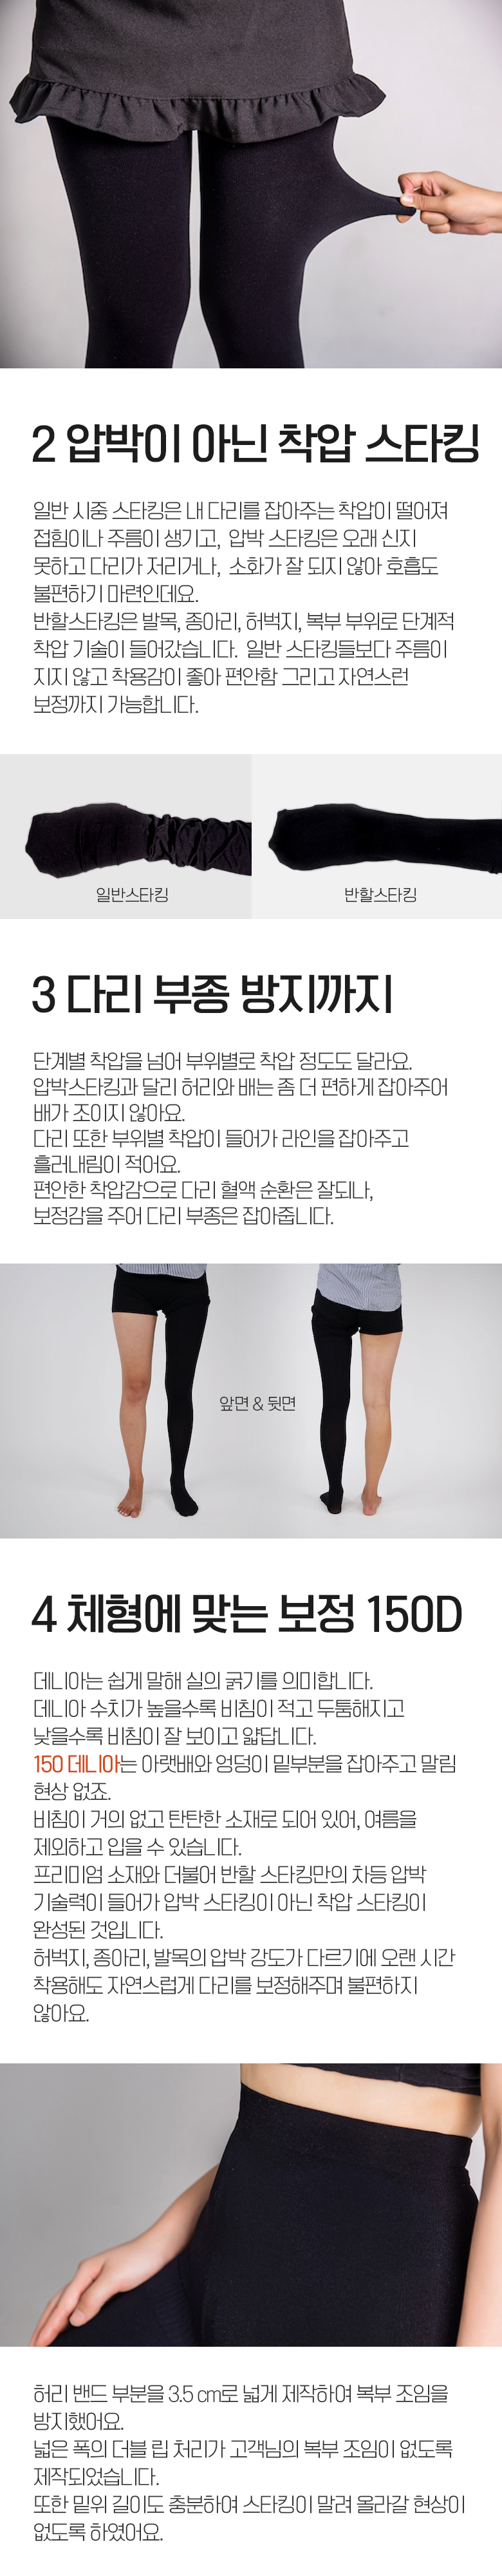 2 압박이 아닌 착압 스타킹
일반 시중 스타킹은 내 다리를 잡아주는 착압이 떨어져
접힘이나 주름이 생기고, 압박 스타킹은 오래 신지
못하고 다리가 저리거나, 소화가 잘 되지 않아 호흡도
불편하기 마련인데요.
반할스타킹은 발목, 종아리, 허벅지, 복부 부위로 단계적
착압 기술이 들어갔습니다. 일반 스타킹들보다 주름이
지지 않고 착용감이 좋아 편안함 그리고 자연스런
보정까지 가능합니다.
일반스타킹
반할스타킹
3 다리 부종 방지까지
단계별 착압을 넘어 부위별로 착압 정도도 달라요.
압박스타킹과 달리 허리와 배는 좀 더 편하게 잡아주어
배가 조이지 않아요.
다리 또한 부위별 착압이 들어가 라인을 잡아주고
흘러내림이 적어요.
편안한 착압감으로 다리 혈액 순환은 잘되나,
보정감을 주어 다리 부종은 잡아줍니다.
앞면 & 뒷면
4 체형에 맞는 보정 150D
데니아는 쉽게 말해 실의 굵기를 의미합니다.
데니아 수치가 높을수록 비침이 적고 두툼해지고
낮을수록 비침이 잘 보이고 얇답니다.
150 데니아는 아랫배와 엉덩이 밑부분을 잡아주고 말림
현상 없죠.
비침이 거의 없고 탄탄한 소재로 되어 있어, 여름을
제외하고 입을 수 있습니다.
프리미엄 소재와 더불어 반할 스타킹만의 차등 압박
기술력이 들어가 압박 스타킹이 아닌 착압 스타킹이
완성된 것입니다.
허벅지, 종아리, 발목의 압박 강도가 다르기에 오랜 시간
착용해도 자연스럽게 다리를 보정해주며 불편하지
않아요.
허리 밴드 부분을 3.5 cm로 넓게 제작하여 복부 조임을
방지했어요.
넓은 폭의 더블 립 처리가 고객님의 복부 조임이 없도록
제작되었습니다.
또한 밑위 길이도 충분하여 스타킹이 말려 올라갈 현상이
없도록 하였어요.